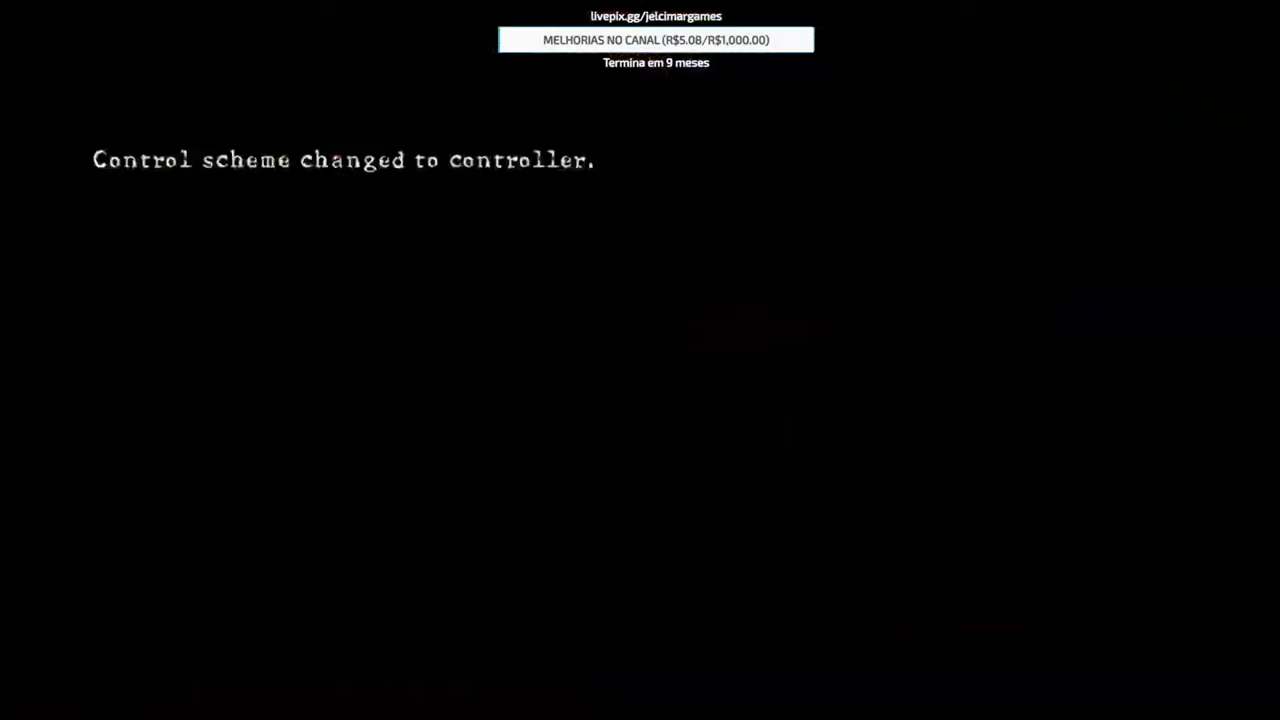 livepix.gg/jelcimargames
MELHORIAS NO CANAL (R$5.08/R$1,000.00)
Termina em 9 meses
Control scheme changed to controller.